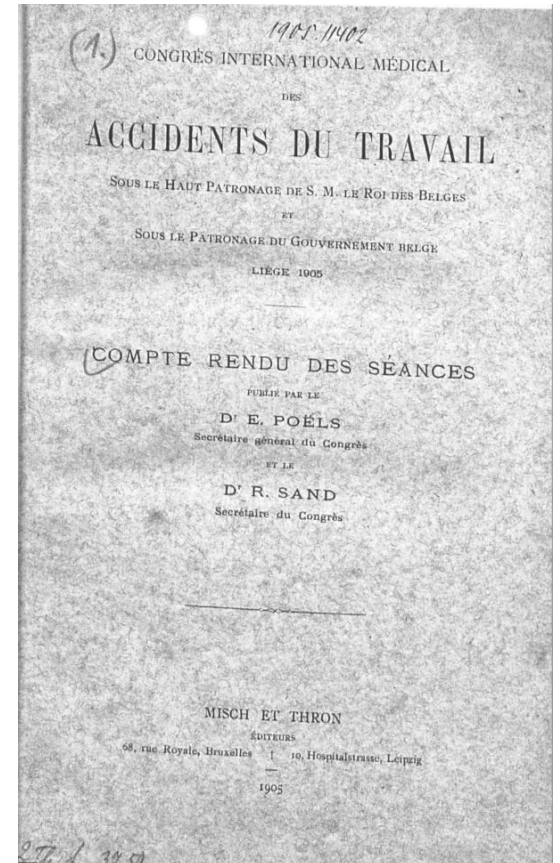 1905.11402
(1.)
CONGRÈS INTERNATIONAL MÉDICAL
DES
ACCIDENTS DU TRAVAIL
SOUS LE HAUT PATRONAGE DE S. M. LE ROI DES BELGES
ET
SOUS LE PATRONAGE DU GOUVERNEMENT BELGE
LIÈGE 1905
COMPTE RENDU DES SÉANCES
PUBLIÉ PAR LE
Dr E. POËLS
Secrétaire général du Congrès
ET LE
Dr R. SAND
Secrétaire du Congrès
MISCH ET THRON
ÉDITEURS
68, rue Royale, Bruxelles | 10, Hospitalstrasse, Leipzig
1905